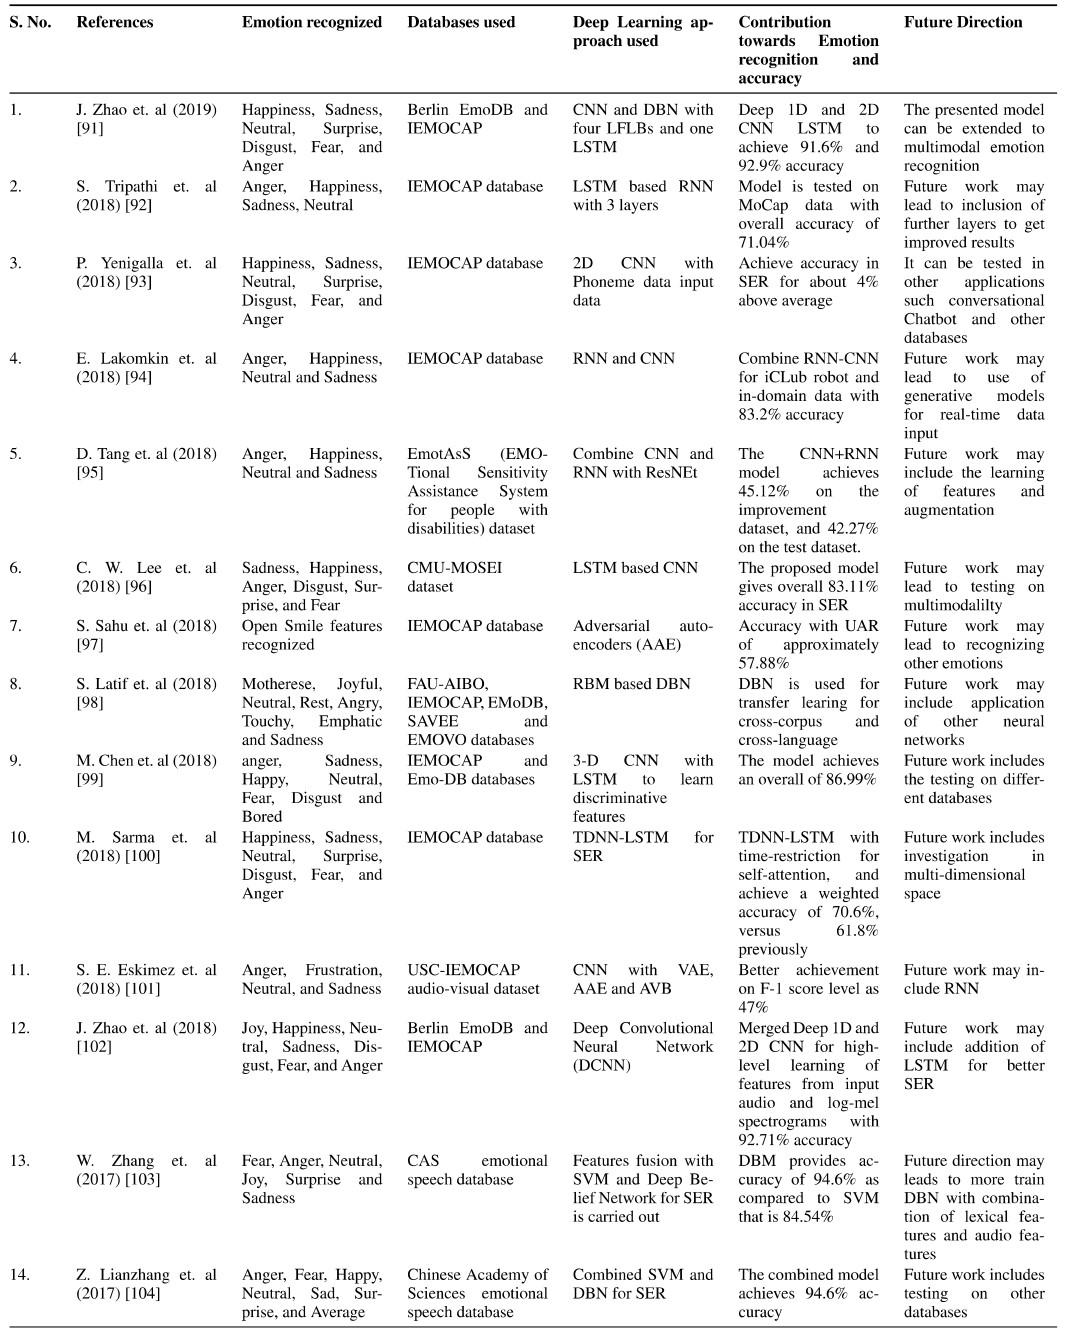 S. No. References Emotion recognized Databases used Deep Learning ap-
proach used Contribution
towards Emotion
recognition and
accuracy Future Direction
1. J. Zhao et. al (2019)
[91]
Happiness, Sadness,
Neutral, Surprise,
Disgust, Fear, and
Anger
Berlin EmoDB and
IEMOCAP
CNN and DBN with
four LFLBs and one
LSTM
Deep 1D and 2D
CNN LSTM to
achieve 91.6% and
92.9% accuracy
The presented model
can be extended to
multimodal emotion
recognition
2. S. Tripathi et. al
(2018) [92]
Anger, Happiness,
Sadness, Neutral
IEMOCAP database
LSTM based RNN
with 3 layers
Model is tested on
MoCap data with
overall accuracy of
71.04%
Future work may
lead to inclusion of
further layers to get
improved results
3. P. Yenigalla et. al
(2018) [93]
Happiness, Sadness,
Neutral, Surprise,
Disgust, Fear, and
Anger
IEMOCAP database
2D CNN with
Phoneme data input
data
Achieve accuracy in
SER for about 4%
above average
It can be tested in
other applications
such conversational
Chatbot and other
databases
4. E. Lakomkin et. al
(2018) [94]
Anger, Happiness,
Neutral and Sadness
IEMOCAP database
RNN and CNN
Combine RNN-CNN
for iCLub robot and
in-domain data with
83.2% accuracy
Future work may
lead to use of
generative models
for real-time data
input
5. D. Tang et. al (2018)
[95]
Anger, Happiness,
Neutral and Sadness
EmotAsS (EMO-
Tional Sensitivity
Assistance System
for people with
disabilities) dataset
Combine CNN and
RNN with ResNEt
The CNN+RNN
model achieves
45.12% on the
improvement
dataset, and 42.27%
on the test dataset.
Future work may
include the learning
of features and
augmentation
6. C. W. Lee et. al
(2018) [96]
Sadness, Happiness,
Anger, Disgust, Sur-
prise, and Fear
CMU-MOSEI
dataset
LSTM based CNN
The proposed model
gives overall 83.11%
accuracy in SER
Future work may
lead to testing on
multimodalilty
7. S. Sahu et. al (2018)
[97]
Open Smile features
recognized
IEMOCAP database
Adversarial auto-
encoders (AAE)
Accuracy with UAR
of approximately
57.88%
Future work may
lead to recognizing
other emotions
8. S. Latif et. al (2018)
[98]
Motherese, Joyful,
Neutral, Rest, Angry,
Touchy, Emphatic
and Sadness
FAU-AIBO,
IEMOCAP, EMoDB,
SAVEE and
EMOVO databases
RBM based DBN
DBN is used for
transfer learing for
cross-corpus and
cross-language
Future work may
include application
of other neural
networks
9. M. Chen et. al (2018)
[99]
anger, Sadness,
Happy, Neutral,
Fear, Disgust and
Bored
IEMOCAP and
Emo-DB databases
3-D CNN with
LSTM to learn
discriminative
features
The model achieves
an overall of 86.99%
Future work includes
the testing on differ-
ent databases
10. M. Sarma et. al
(2018) [100]
Happiness, Sadness,
Neutral, Surprise,
Disgust, Fear, and
Anger
IEMOCAP database
TDNN-LSTM for
SER
TDNN-LSTM with
time-restriction for
self-attention, and
achieve a weighted
accuracy of 70.6%,
versus 61.8%
previously
Future work includes
investigation in
multi-dimensional
space
11. S. E. Eskimez et. al
(2018) [101]
Anger, Frustration,
Neutral, and Sadness
USC-IEMOCAP
audio-visual dataset
CNN with VAE,
AAE and AVB
Better achievement
on F-1 score level as
47%
Future work may in-
clude RNN
12. J. Zhao et. al (2018)
[102]
Joy, Happiness, Neu-
tral, Sadness, Dis-
gust, Fear, and Anger
Berlin EmoDB and
IEMOCAP
Deep Convolutional
Neural Network
(DCNN)
Merged Deep 1D and
2D CNN for high-
level learning of
features from input
audio and log-mel
spectrograms with
92.71% accuracy
Future work may
include addition of
LSTM for better
SER
13. W. Zhang et. al
(2017) [103]
Fear, Anger, Neutral,
Joy, Surprise and
Sadness
CAS emotional
speech database
Features fusion with
SVM and Deep Be-
lief Network for SER
is carried out
DBM provides ac-
curacy of 94.6% as
compared to SVM
that is 84.54%
Future direction may
leads to more train
DBN with combina-
tion of lexical fea-
tures and audio fea-
tures
14. Z. Lianzhang et. al
(2017) [104]
Anger, Fear, Happy,
Neutral, Sad, Sur-
prise, and Average
Chinese Academy of
Sciences emotional
speech database
Combined SVM and
DBN for SER
The combined model
achieves 94.6% ac-
curacy
Future work includes
testing on other
databases